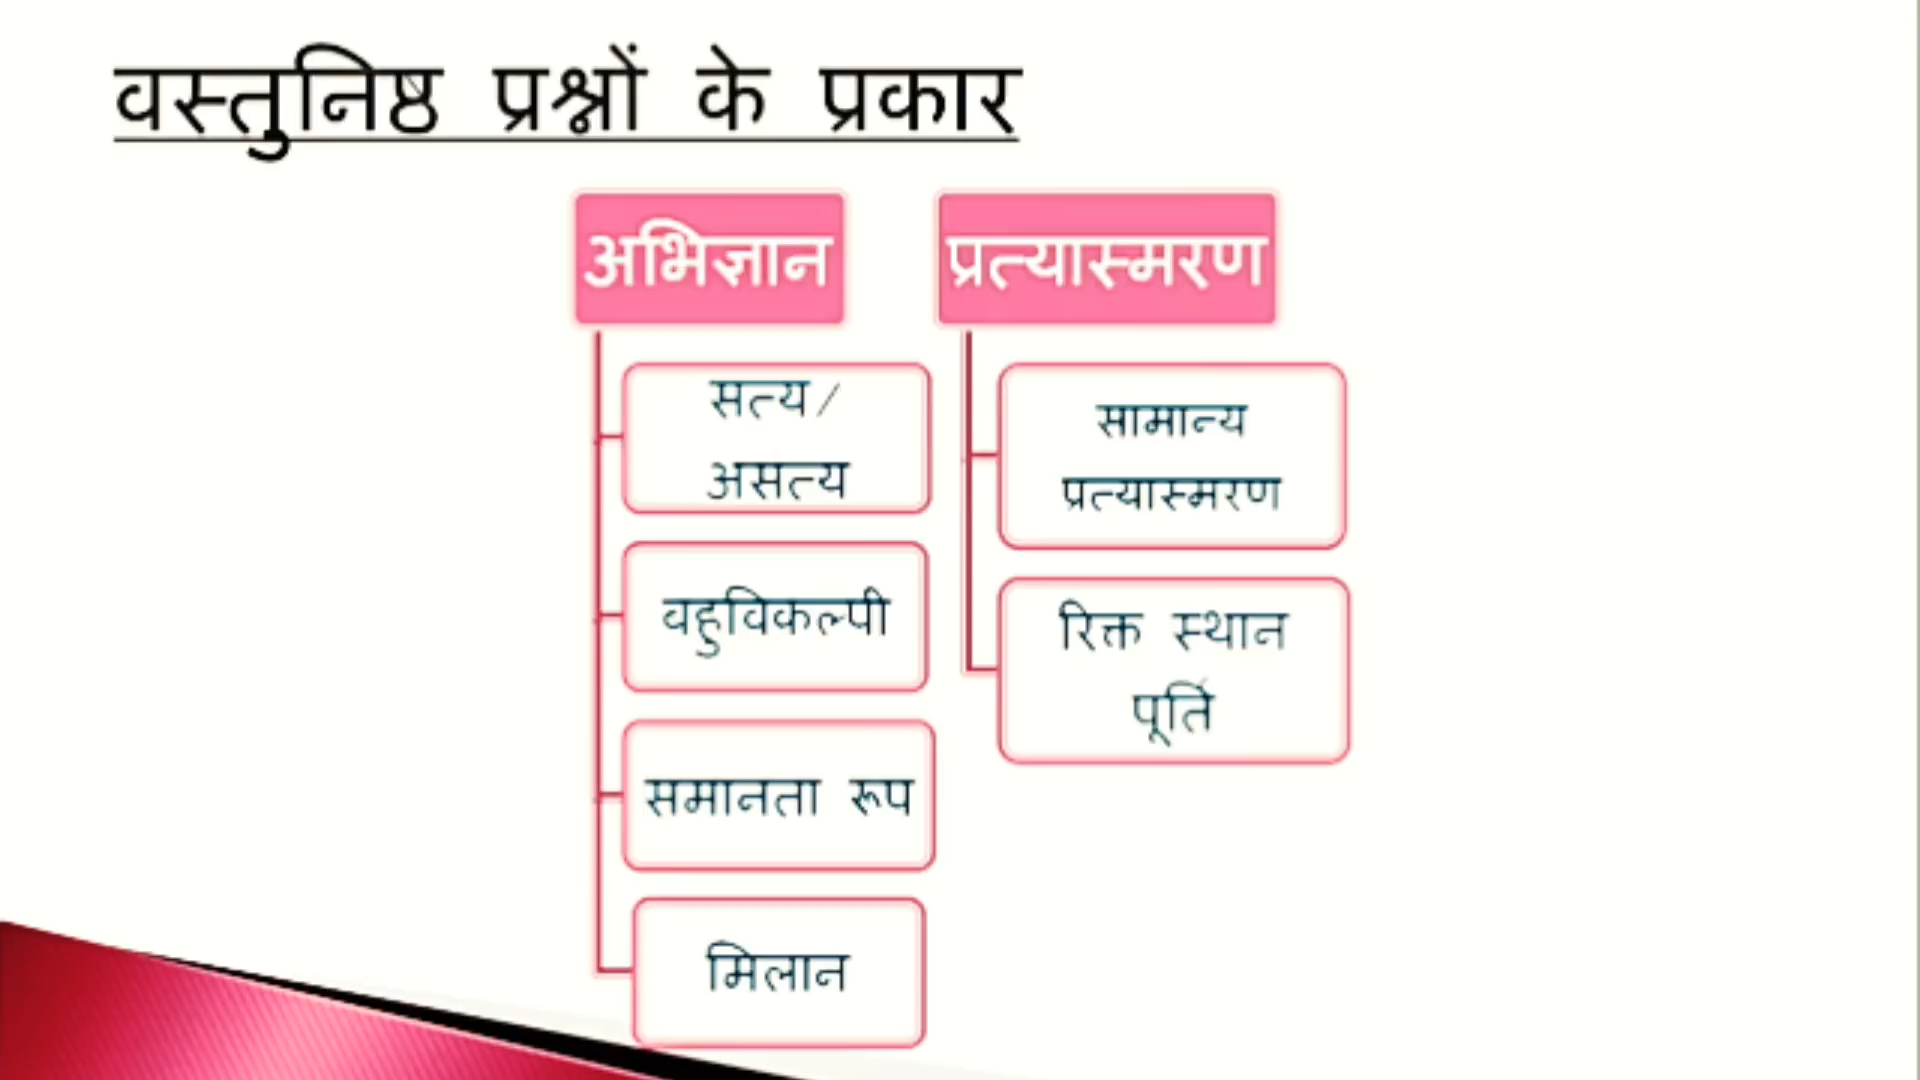 वस्तुनिष्ठ प्रश्नों के प्रकार
अभिज्ञान
सत्य/
असत्य
वहुविकल्पी
समानता रूप
मिलान
प्रत्यास्मरण
सामान्य
प्रत्यास्मरण
रिक्त स्थान
पूर्ति